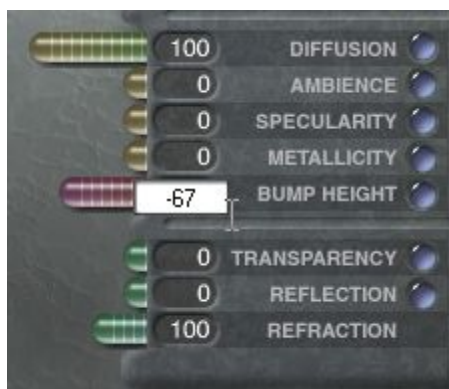 100 DIFFUSION
0 AMBIENCE
0 SPECULARITY
0 METALLICITY
-67 BUMP HEIGHT
0 TRANSPARENCY
0 REFLECTION
100 REFRACTION